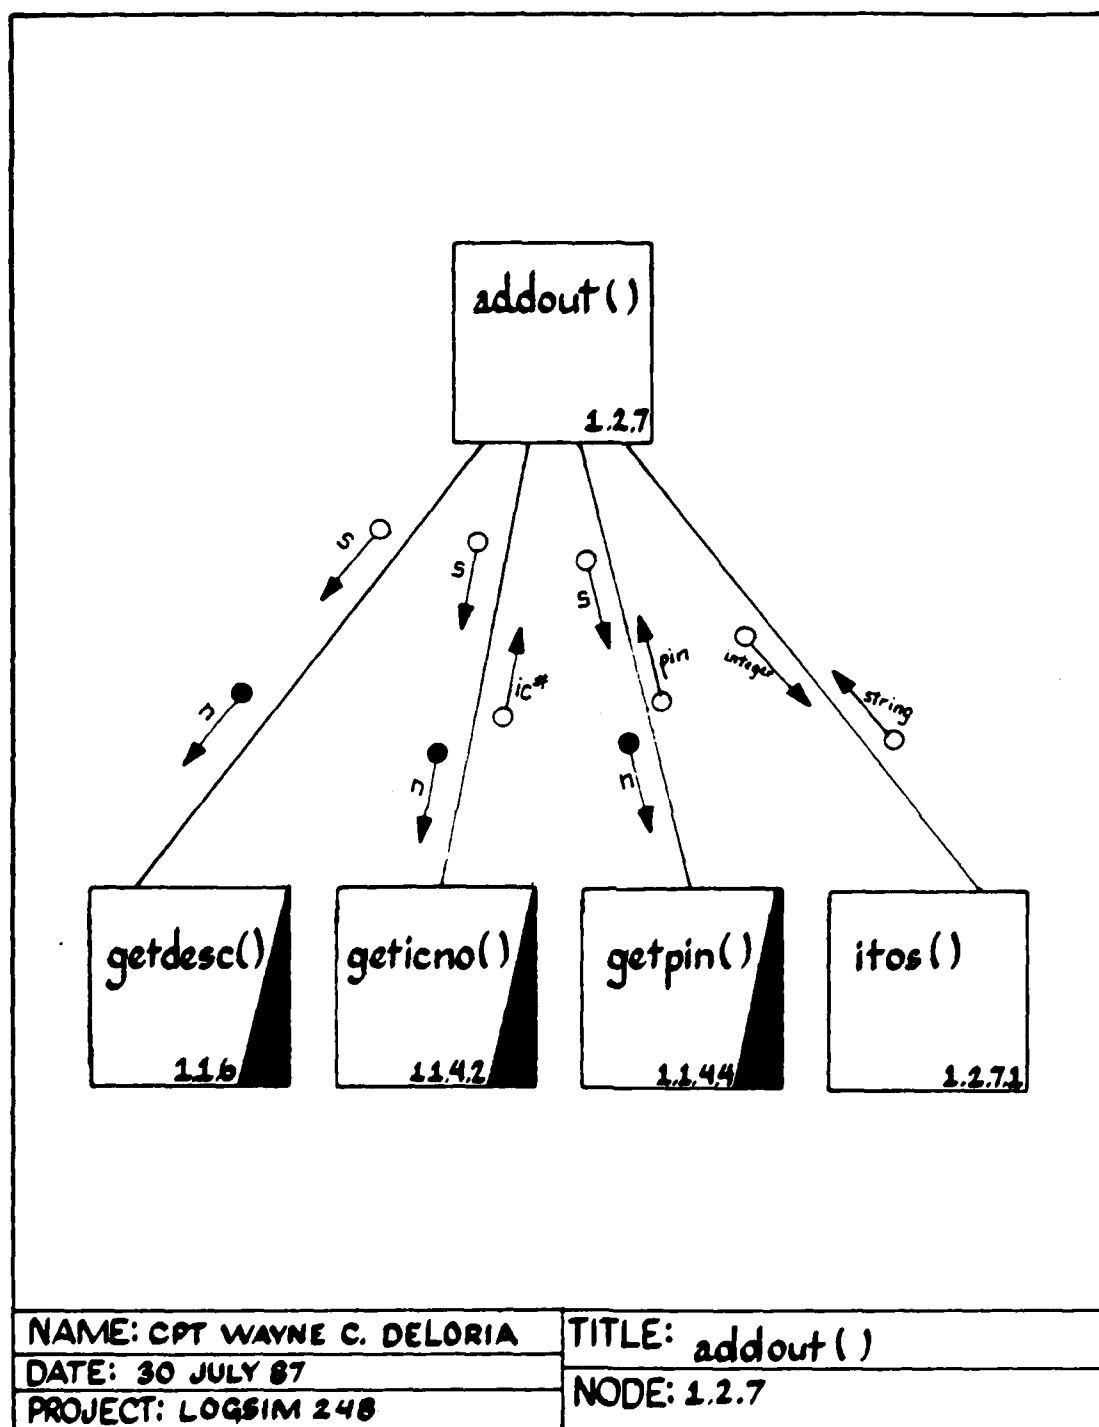 addout()
1.2.7
s
s
s
n
n
n
ic#
pin
integer
string
getdesc()
1.1.6
geticno()
1.1.4.2
getpin()
1.1.4.4
itos()
1.2.7.1
NAME: CPT WAYNE C. DELORIA
DATE: 30 JULY 87
PROJECT: LOGSIM 248
TITLE: addout()
NODE: 1.2.7